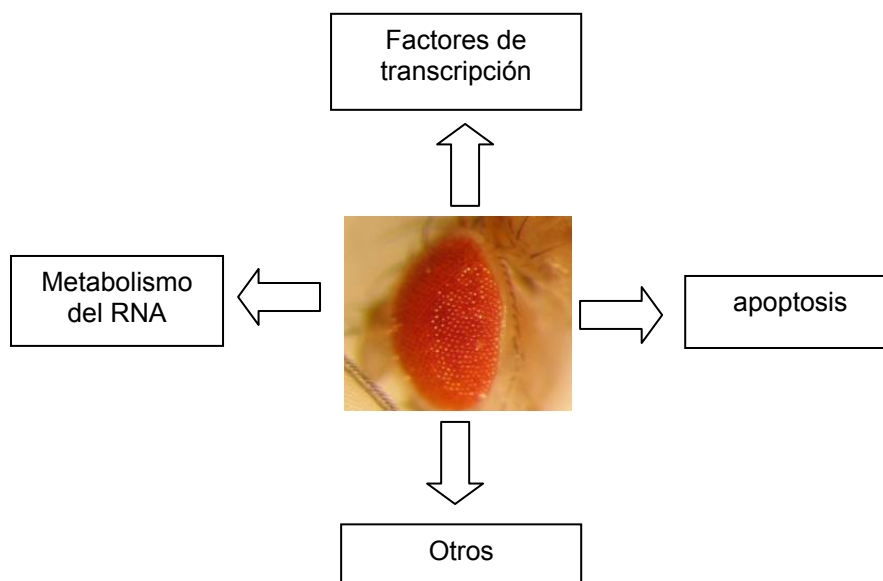 Factores de
transcripción
Metabolismo
del RNA
apoptosis
Otros